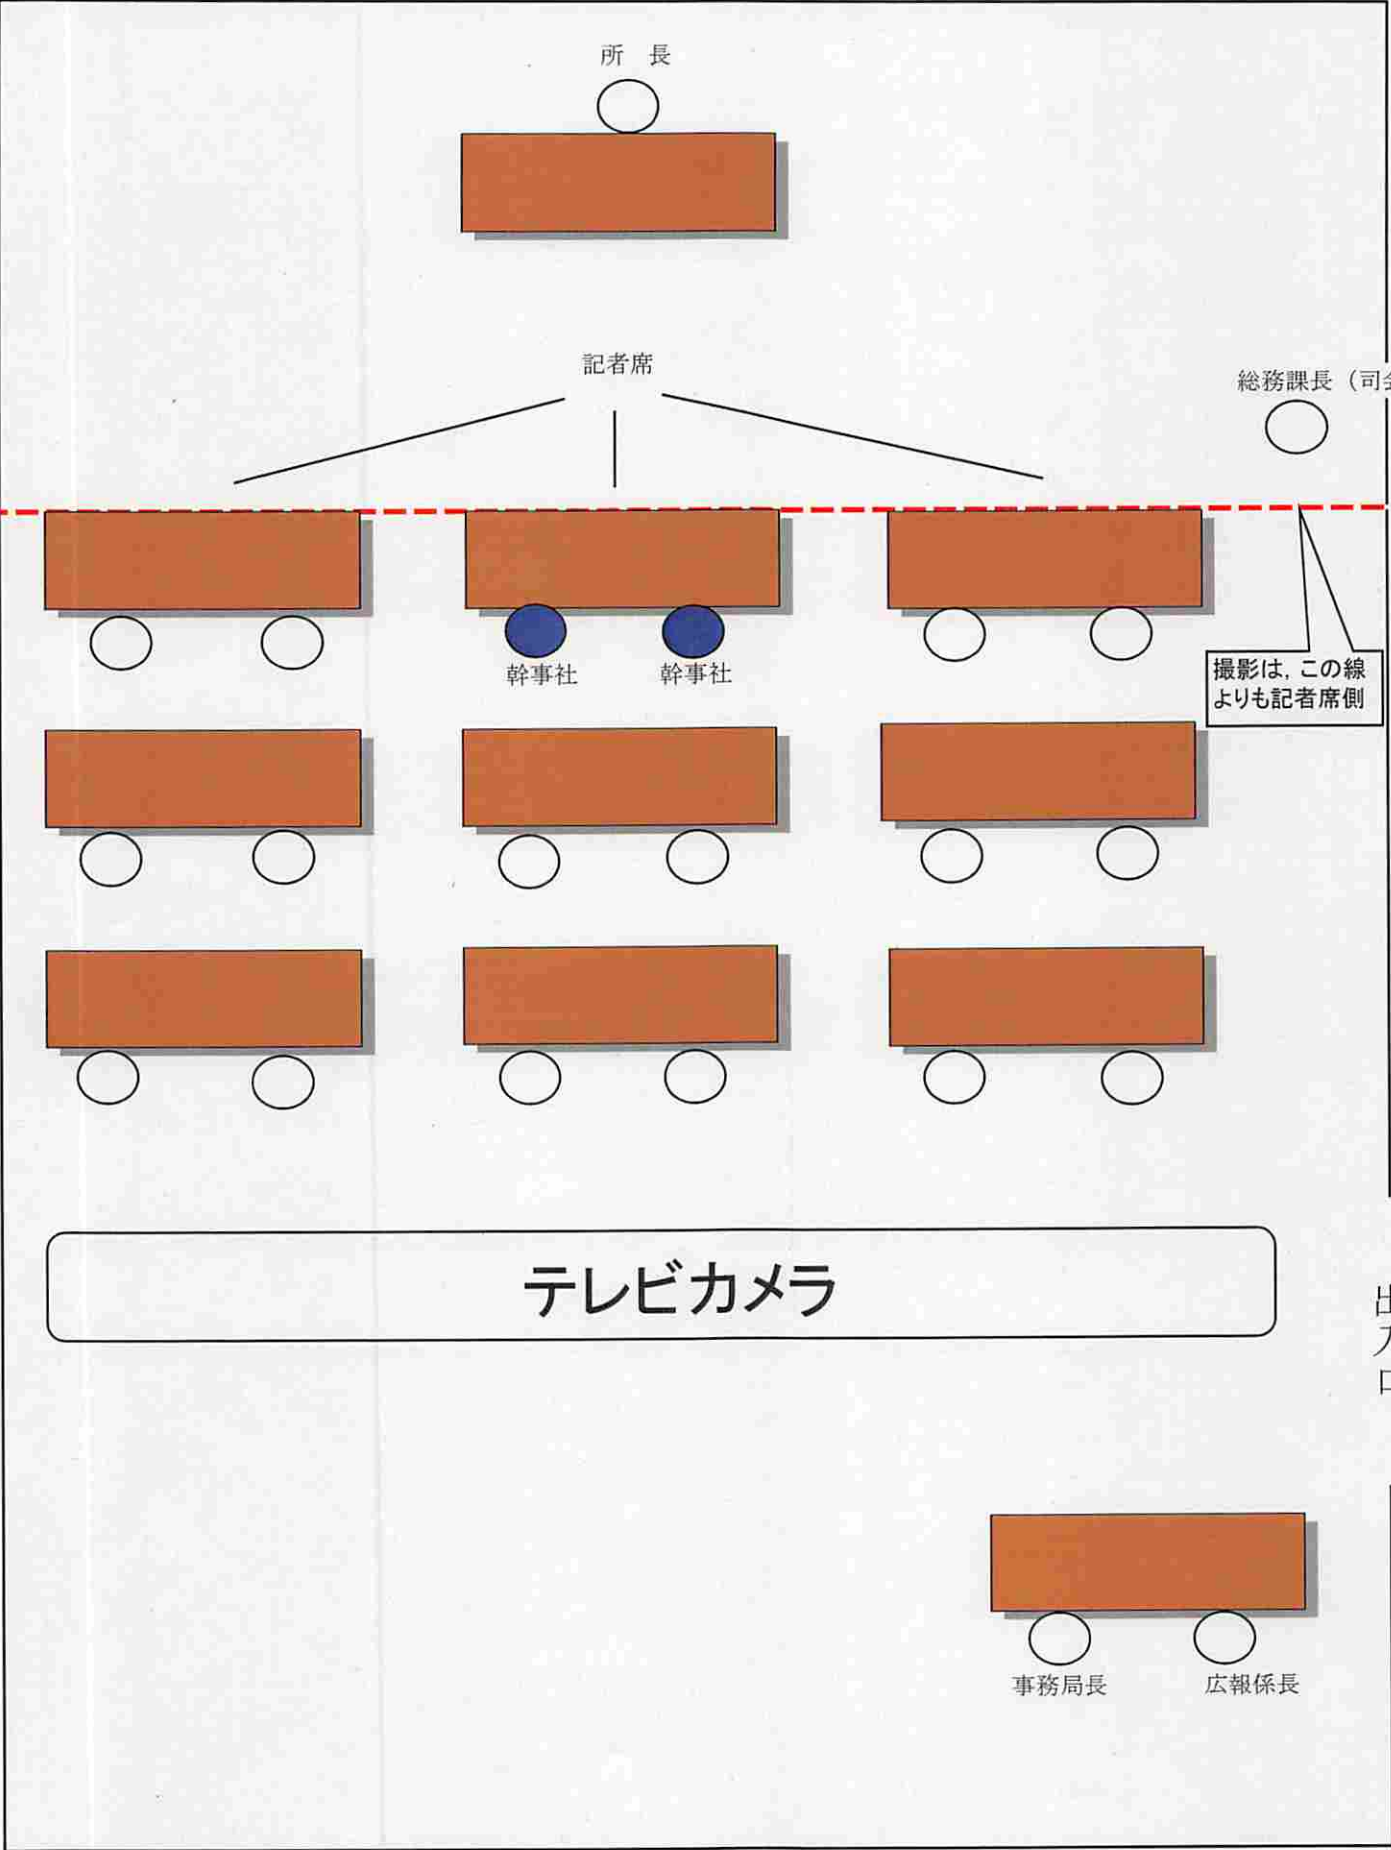 所　長
記者席
総務課長（司
幹事社
幹事社
撮影は，この線
よりも記者席側
テレビカメラ
事務局長
広報係長